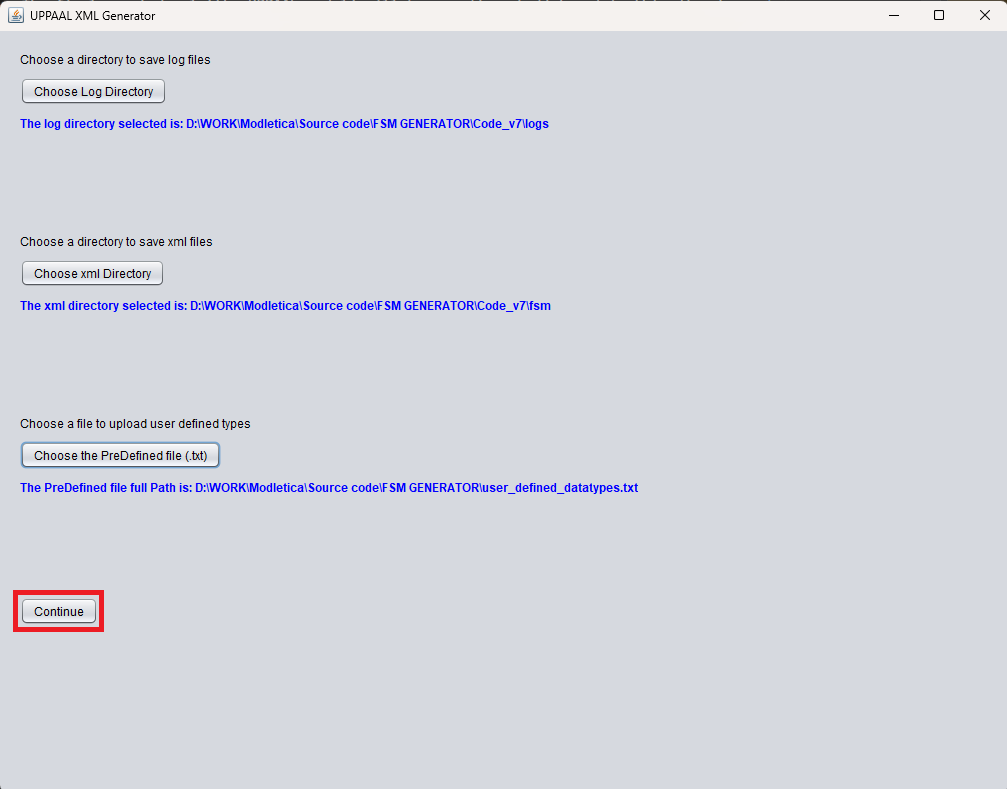 UPPAAL XML Generator
Choose a directory to save log files
Choose Log Directory
The log directory selected is: D:\WORK\Modletica\Source code\FSM GENERATOR\Code_v7\logs
Choose a directory to save xml files
Choose xml Directory
The xml directory selected is: D:\WORK\Modletica\Source code\FSM GENERATOR\Code_v7\fsm
Choose a file to upload user defined types
Choose the PreDefined file (.txt)
The PreDefined file full Path is: D:\WORK\Modletica\Source code\FSM GENERATOR\user_defined_datatypes.txt
Continue